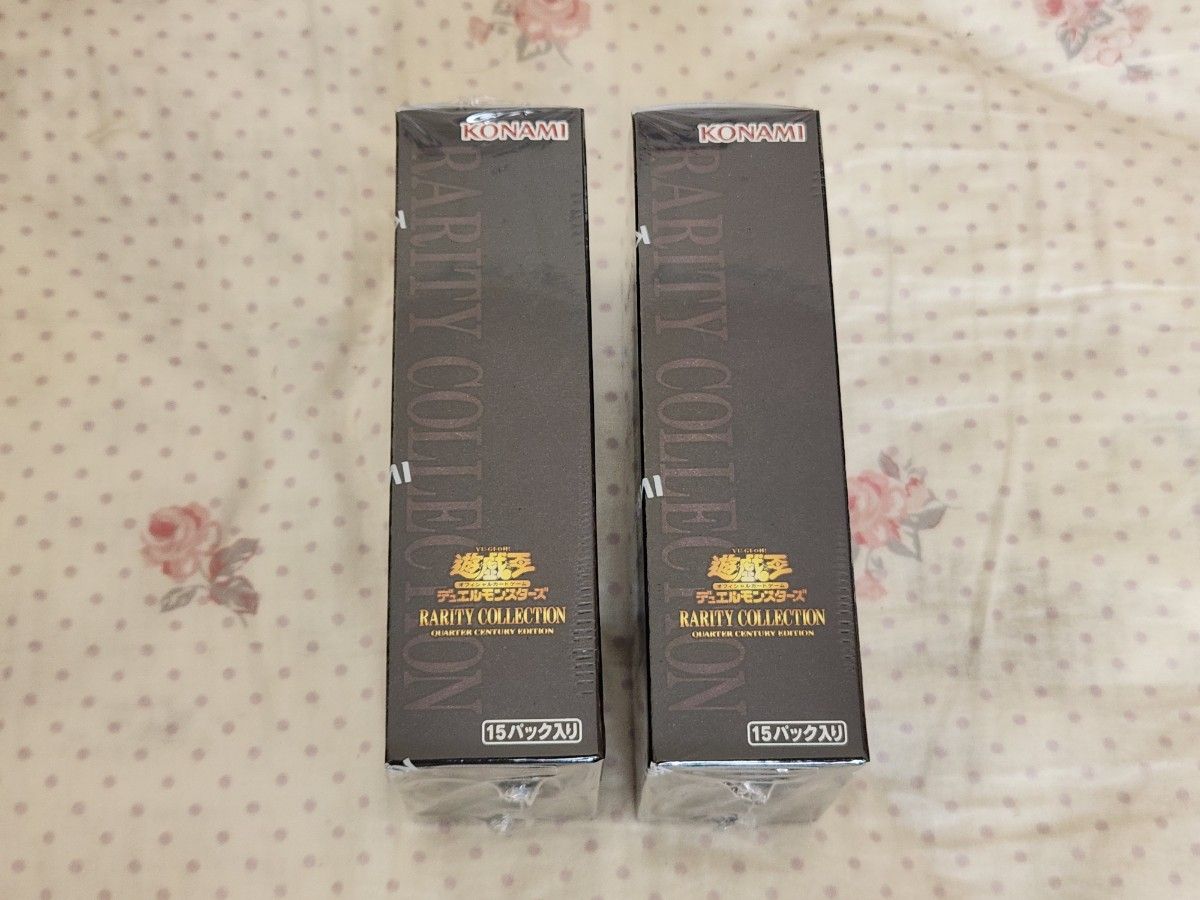 KONAMI
RARITY COLLECTION
YU-GI-OH!
遊戯王
オフィシャルカードゲーム
デュエルモンスターズ
RARITY COLLECTION
QUARTER CENTURY EDITION
15パック入り
KONAMI
RARITY COLLECTION
YU-GI-OH!
遊戯王
オフィシャルカードゲーム
デュエルモンスターズ
RARITY COLLECTION
QUARTER CENTURY EDITION
15パック入り